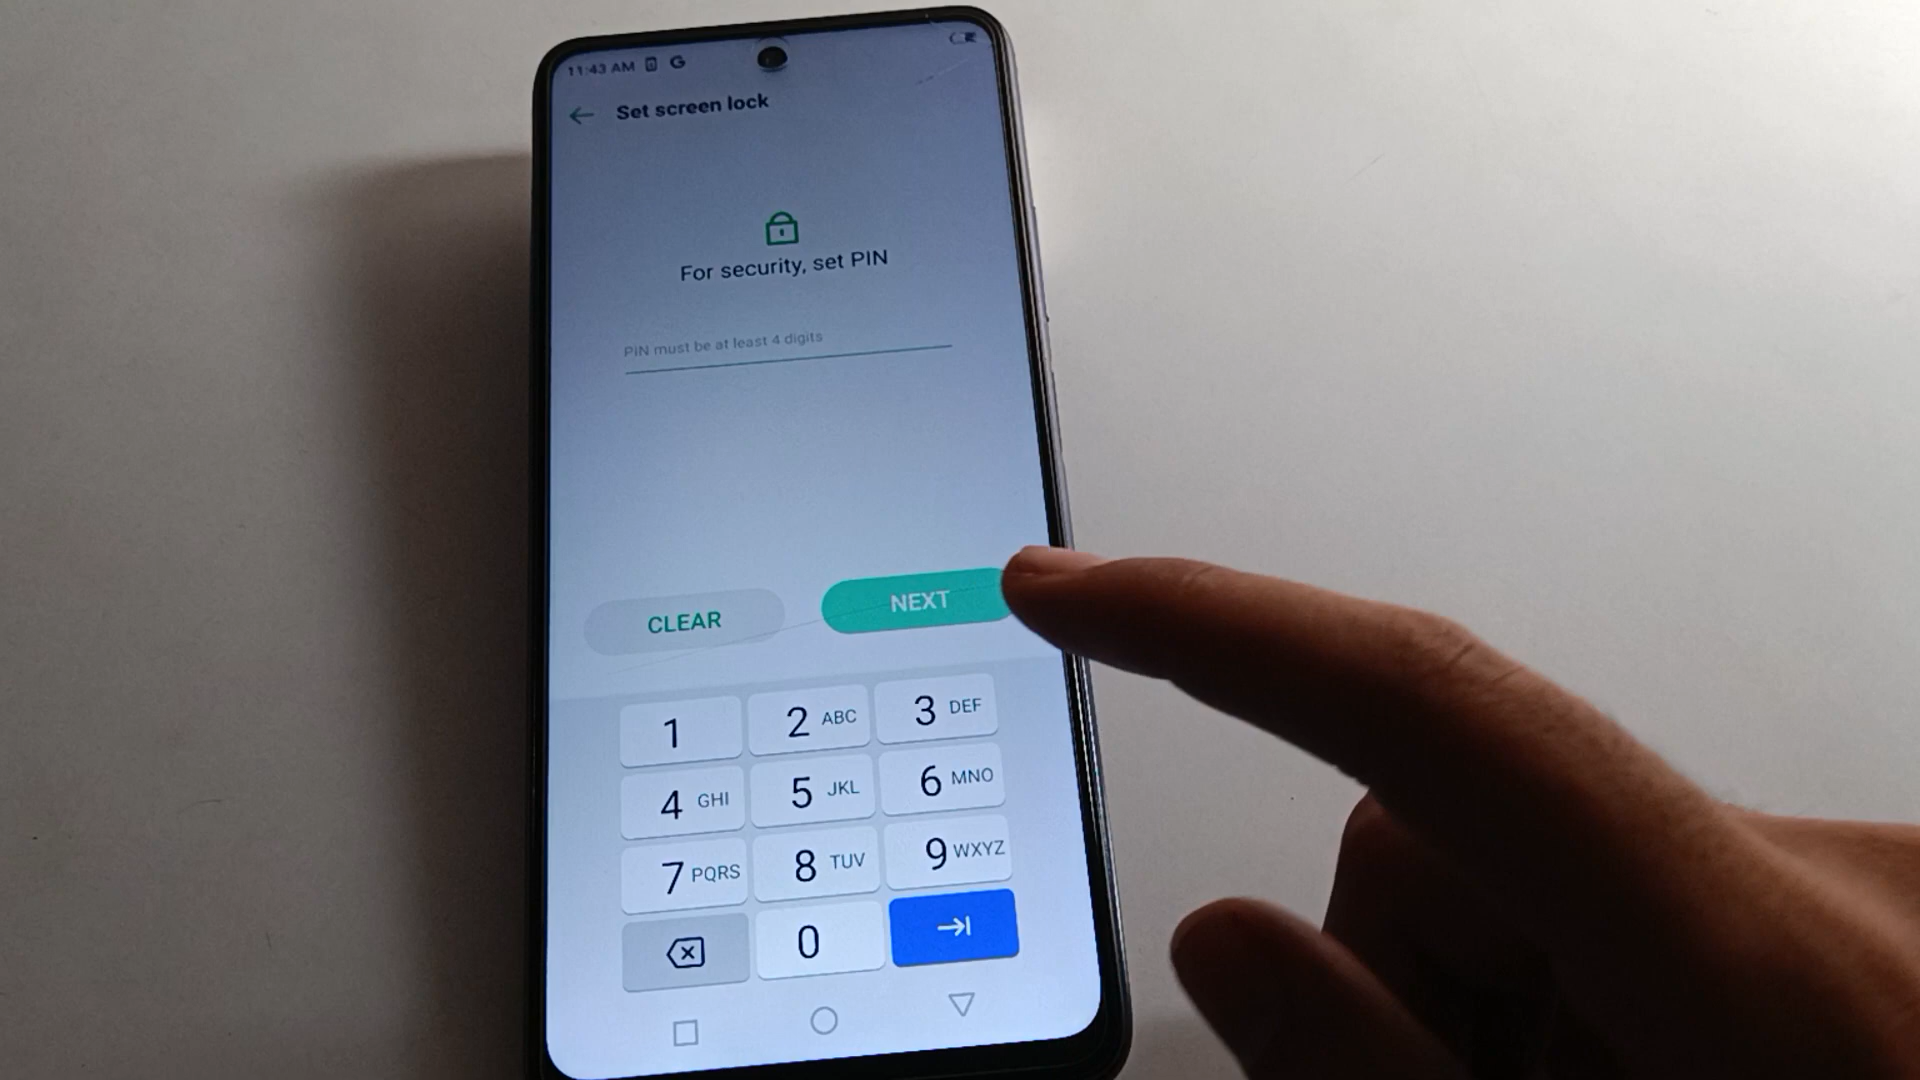 11:43 AM G
Set screen lock
For security, set PIN
PIN must be at least 4 digits
CLEAR NEXT
1 2 ABC 3 DEF
4 GHI 5 JKL 6 MNO
7 PQRS 8 TUV 9 WXYZ
0